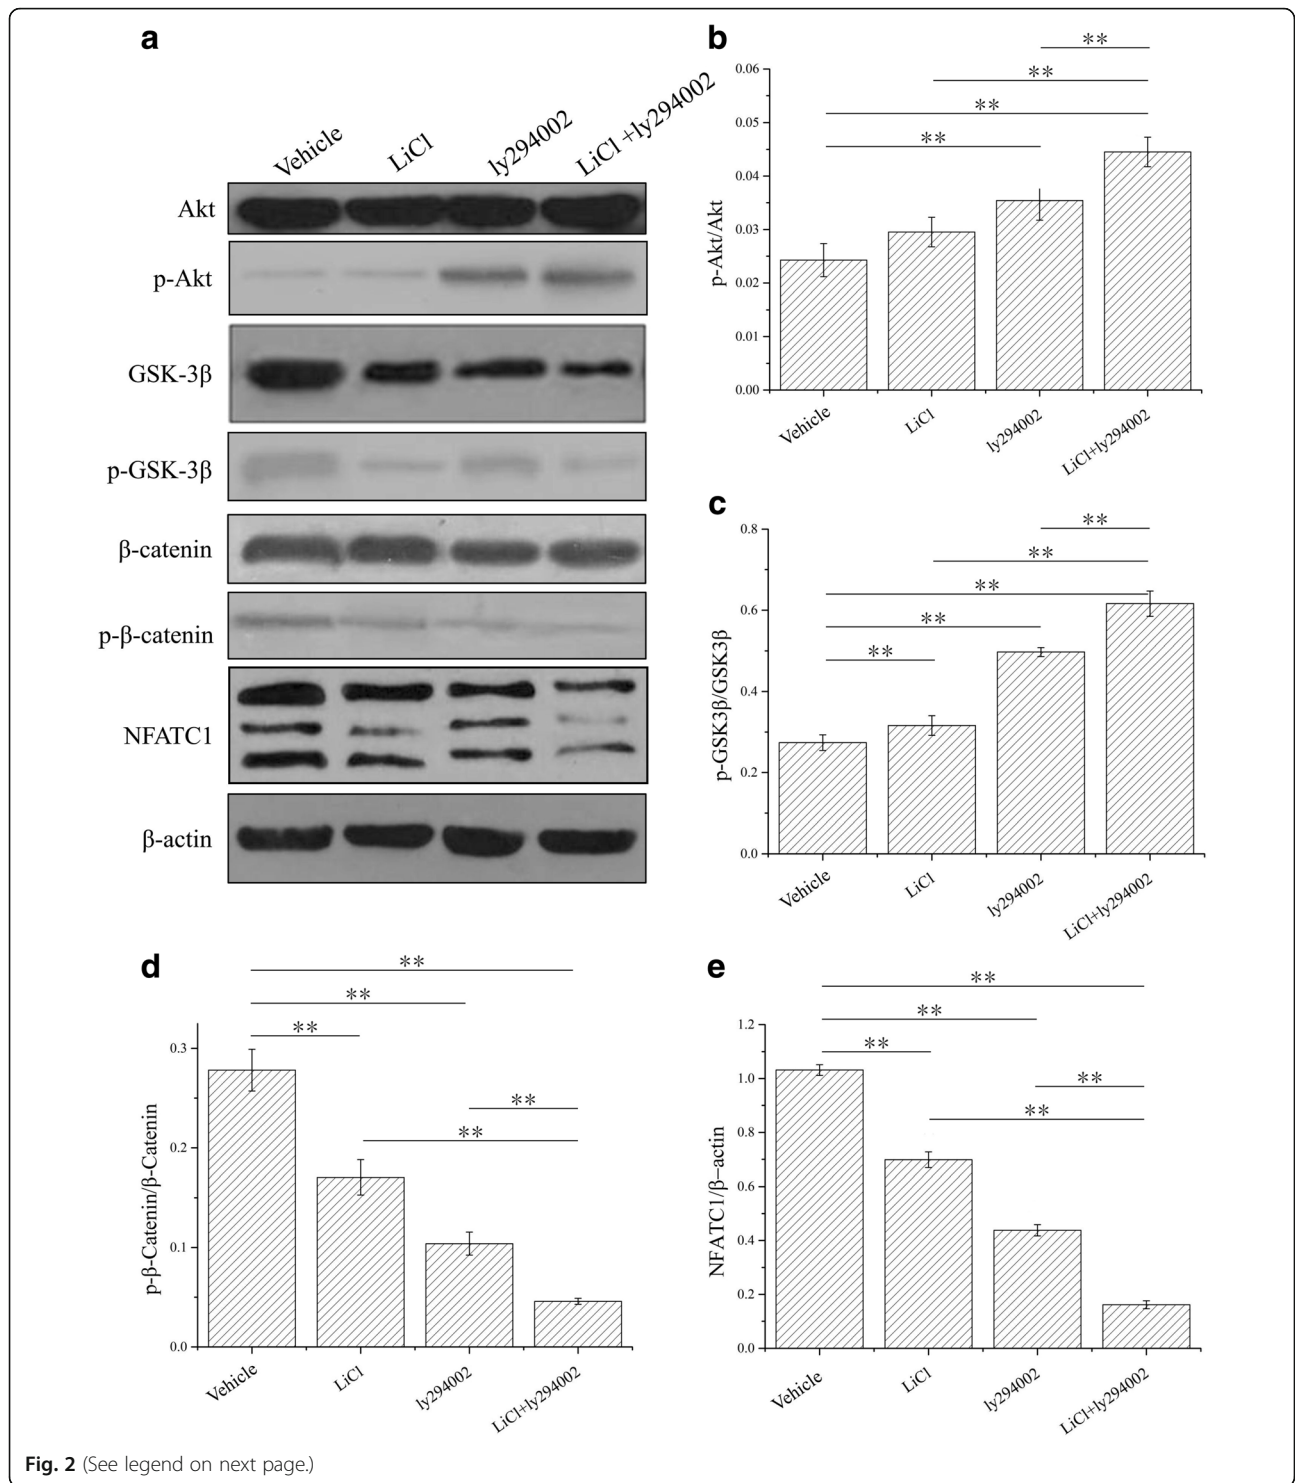 a
Vehicle
LiCl
ly294002
LiCl +ly294002
Akt
p-Akt
GSK-3β
p-GSK-3β
β-catenin
p-β-catenin
NFATC1
β-actin
b
**
**
**
**
0.06
0.05
0.04
0.03
0.02
0.01
0.00
p-Akt/Akt
Vehicle
LiCl
ly294002
LiCl+ly294002
c
**
**
**
**
**
0.8
0.6
0.4
0.2
0.0
p-GSK3β/GSK3β
Vehicle
LiCl
ly294002
LiCl+ly294002
d
**
**
**
**
**
0.3
0.2
0.1
0.0
p-β-Catenin/β-Catenin
Vehicle
LiCl
ly294002
LiCl+ly294002
e
**
**
**
**
**
1.2
1.0
0.8
0.6
0.4
0.2
0.0
NFATC1/β−actin
Vehicle
LiCl
ly294002
LiCl+ly294002
Fig. 2 (See legend on next page.)